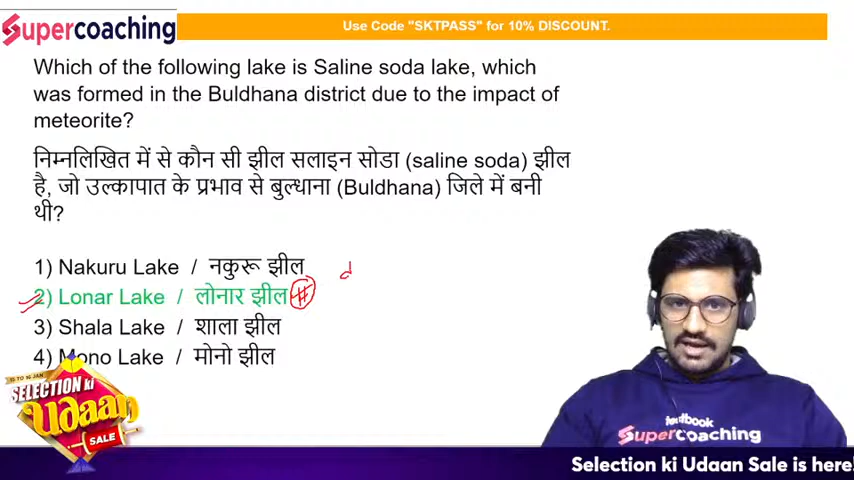 Supercoaching
Use Code "SKTPASS" for 10% DISCOUNT.
Which of the following lake is Saline soda lake, which
was formed in the Buldhana district due to the impact of
meteorite?
निम्नलिखित में से कौन सी झील सलाइन सोडा (saline soda) झील
है, जो उल्कापात के प्रभाव से बुल्धाना (Buldhana) जिले में बनी
थी?
1) Nakuru Lake / नकुरू झील
2) Lonar Lake / लोनार झील
3) Shala Lake / शाला झील
4) Mono Lake / मोनो झील
SELECTION ki
उdaan
SALE
testbook
Supercoaching
Selection ki Udaan Sale is here!